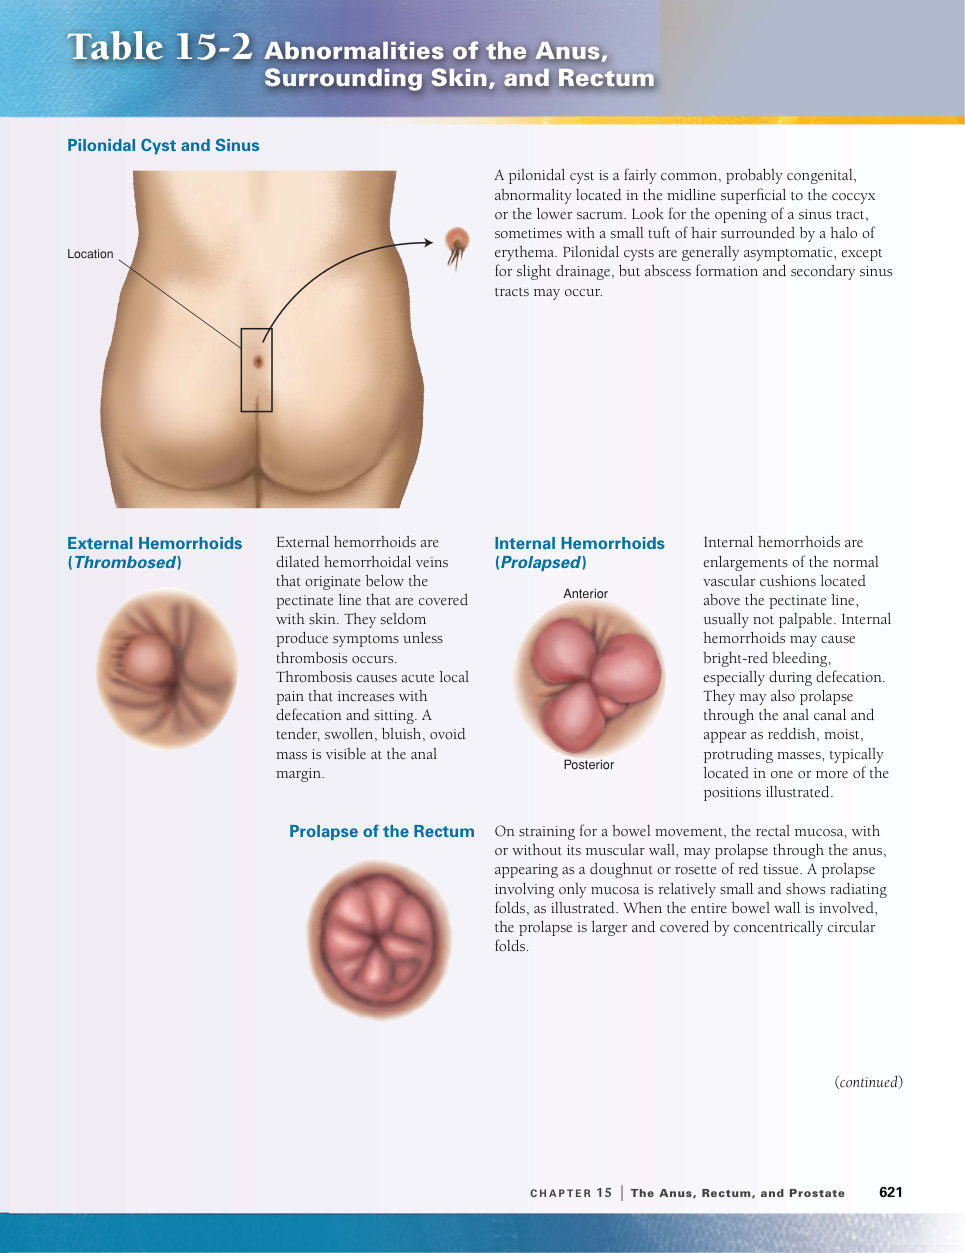 Table 15-2 Abnormalities of the Anus,
Surrounding Skin, and Rectum
Pilonidal Cyst and Sinus
Location
A pilonidal cyst is a fairly common, probably congenital,
abnormality located in the midline superficial to the coccyx
or the lower sacrum. Look for the opening of a sinus tract,
sometimes with a small tuft of hair surrounded by a halo of
erythema. Pilonidal cysts are generally asymptomatic, except
for slight drainage, but abscess formation and secondary sinus
tracts may occur.
External Hemorrhoids
(Thrombosed)
External hemorrhoids are
dilated hemorrhoidal veins
that originate below the
pectinate line that are covered
with skin. They seldom
produce symptoms unless
thrombosis occurs.
Thrombosis causes acute local
pain that increases with
defecation and sitting. A
tender, swollen, bluish, ovoid
mass is visible at the anal
margin.
Internal Hemorrhoids
(Prolapsed)
Anterior
Posterior
Internal hemorrhoids are
enlargements of the normal
vascular cushions located
above the pectinate line,
usually not palpable. Internal
hemorrhoids may cause
bright-red bleeding,
especially during defecation.
They may also prolapse
through the anal canal and
appear as reddish, moist,
protruding masses, typically
located in one or more of the
positions illustrated.
Prolapse of the Rectum
On straining for a bowel movement, the rectal mucosa, with
or without its muscular wall, may prolapse through the anus,
appearing as a doughnut or rosette of red tissue. A prolapse
involving only mucosa is relatively small and shows radiating
folds, as illustrated. When the entire bowel wall is involved,
the prolapse is larger and covered by concentrically circular
folds.
(continued)
CHAPTER 15 | The Anus, Rectum, and Prostate 621